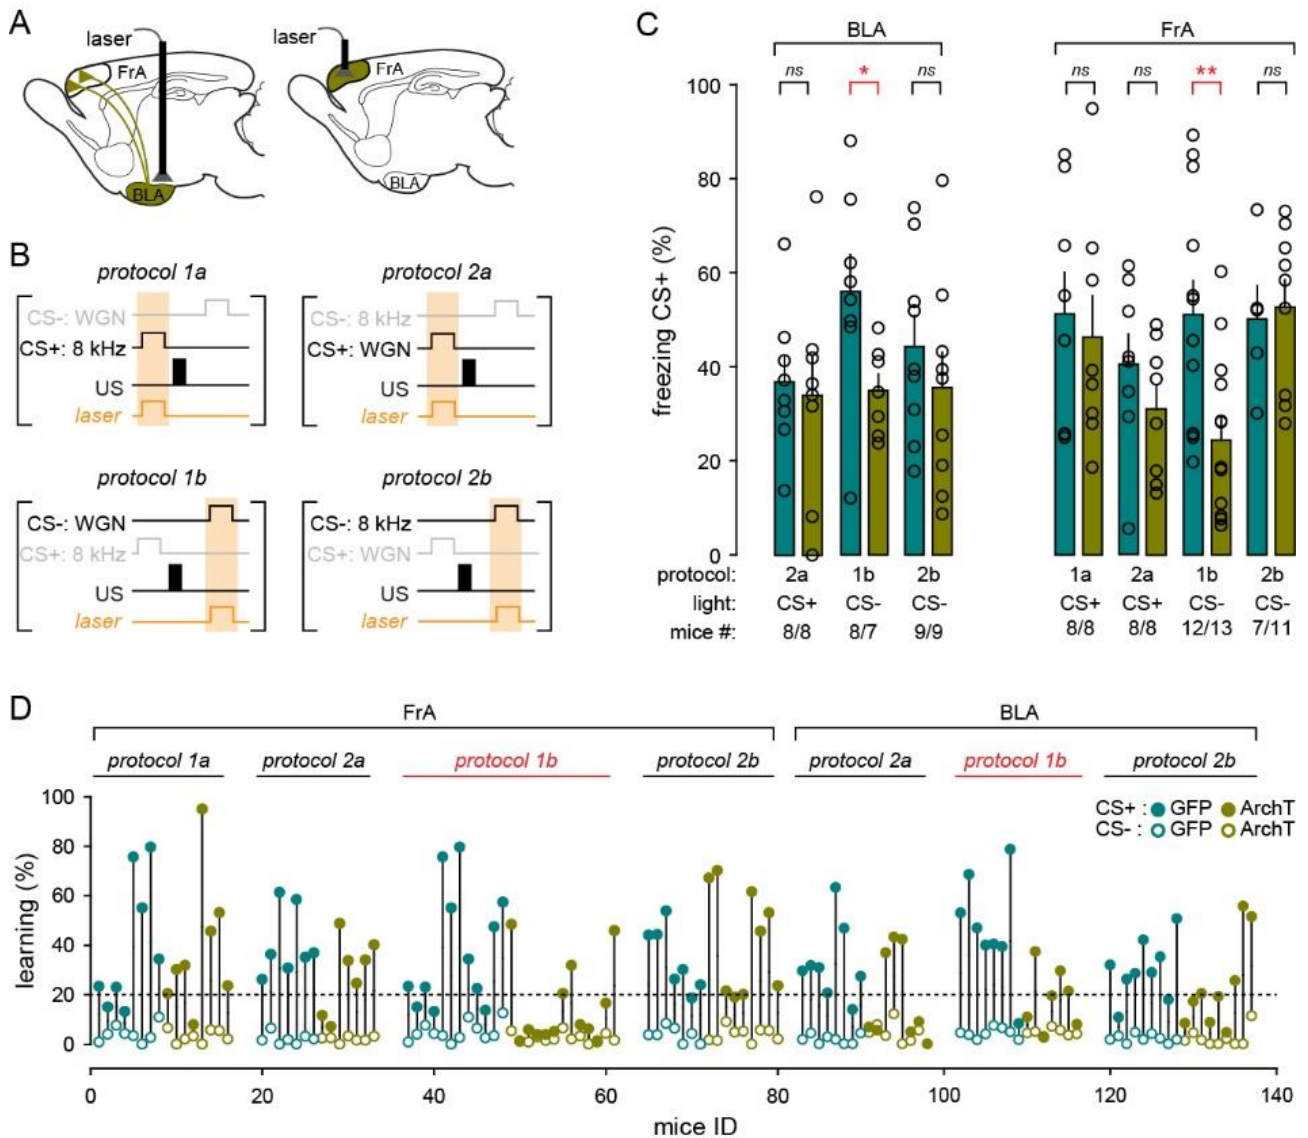 A
laser
FrA
BLA
laser
FrA
BLA
B
protocol 1a
CS-: WGN
CS+: 8 kHz
US
laser
protocol 2a
CS-: 8 kHz
CS+: WGN
US
laser
protocol 1b
CS-: WGN
CS+: 8 kHz
US
laser
protocol 2b
CS-: 8 kHz
CS+: WGN
US
laser
C
BLA FrA
ns * ns ns ns ** ns
100
80
60
40
20
0
freezing CS+ (%)
protocol: 2a 1b 2b 1a 2a 1b 2b
light: CS+ CS- CS- CS+ CS+ CS- CS-
mice #: 8/8 8/7 9/9 8/8 8/8 12/13 7/11
D
FrA BLA
protocol 1a protocol 2a protocol 1b protocol 2b protocol 2a protocol 1b protocol 2b
CS+ : GFP ArchT
CS- : GFP ArchT
100
80
60
40
20
0
learning (%)
0 20 40 60 80 100 120 140
mice ID